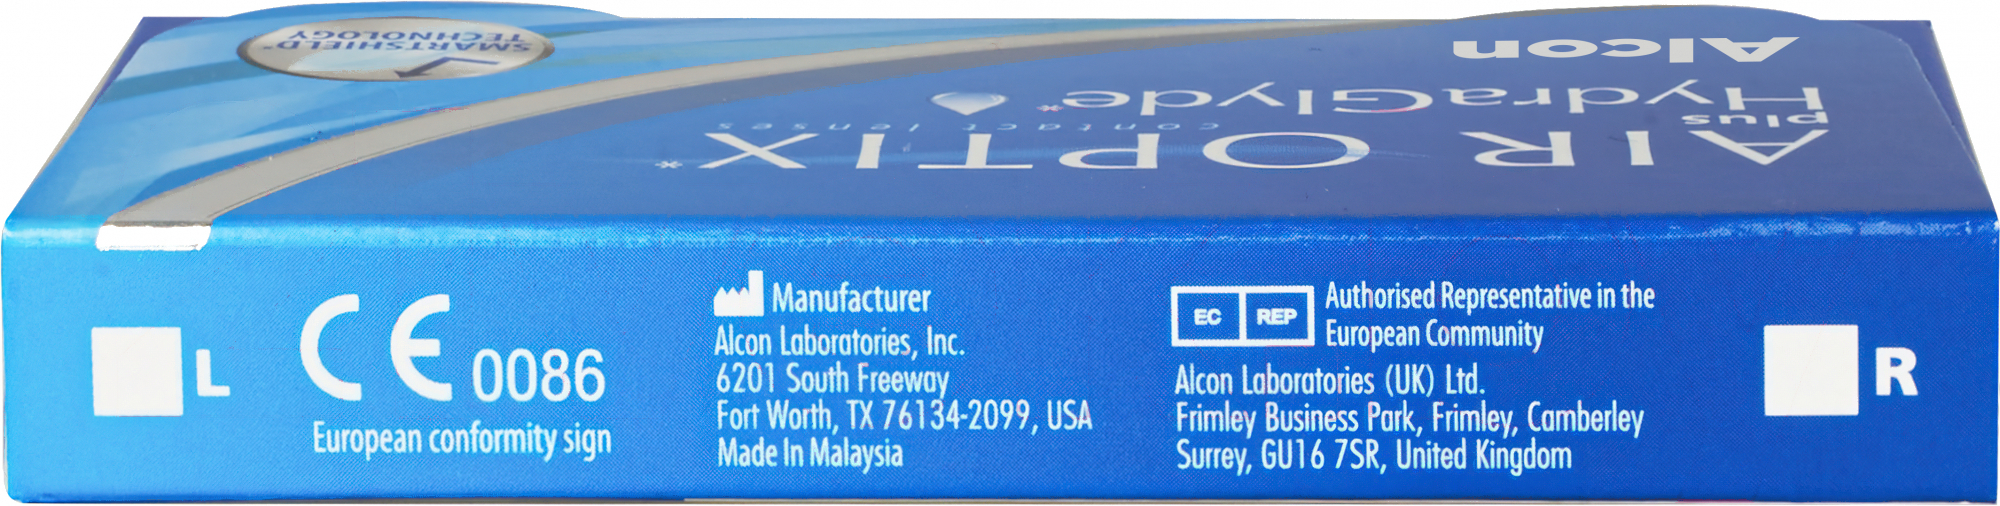 SMARTSHIELD*
TECHNOLOGY
Alcon
HydraGlyde*
plus
contact lenses
AIR OPTIX*
L
CE 0086
European conformity sign
Manufacturer
Alcon Laboratories, Inc.
6201 South Freeway
Fort Worth, TX 76134-2099, USA
Made In Malaysia
EC REP
Authorised Representative in the
European Community
Alcon Laboratories (UK) Ltd.
Frimley Business Park, Frimley, Camberley
Surrey, GU16 7SR, United Kingdom
R